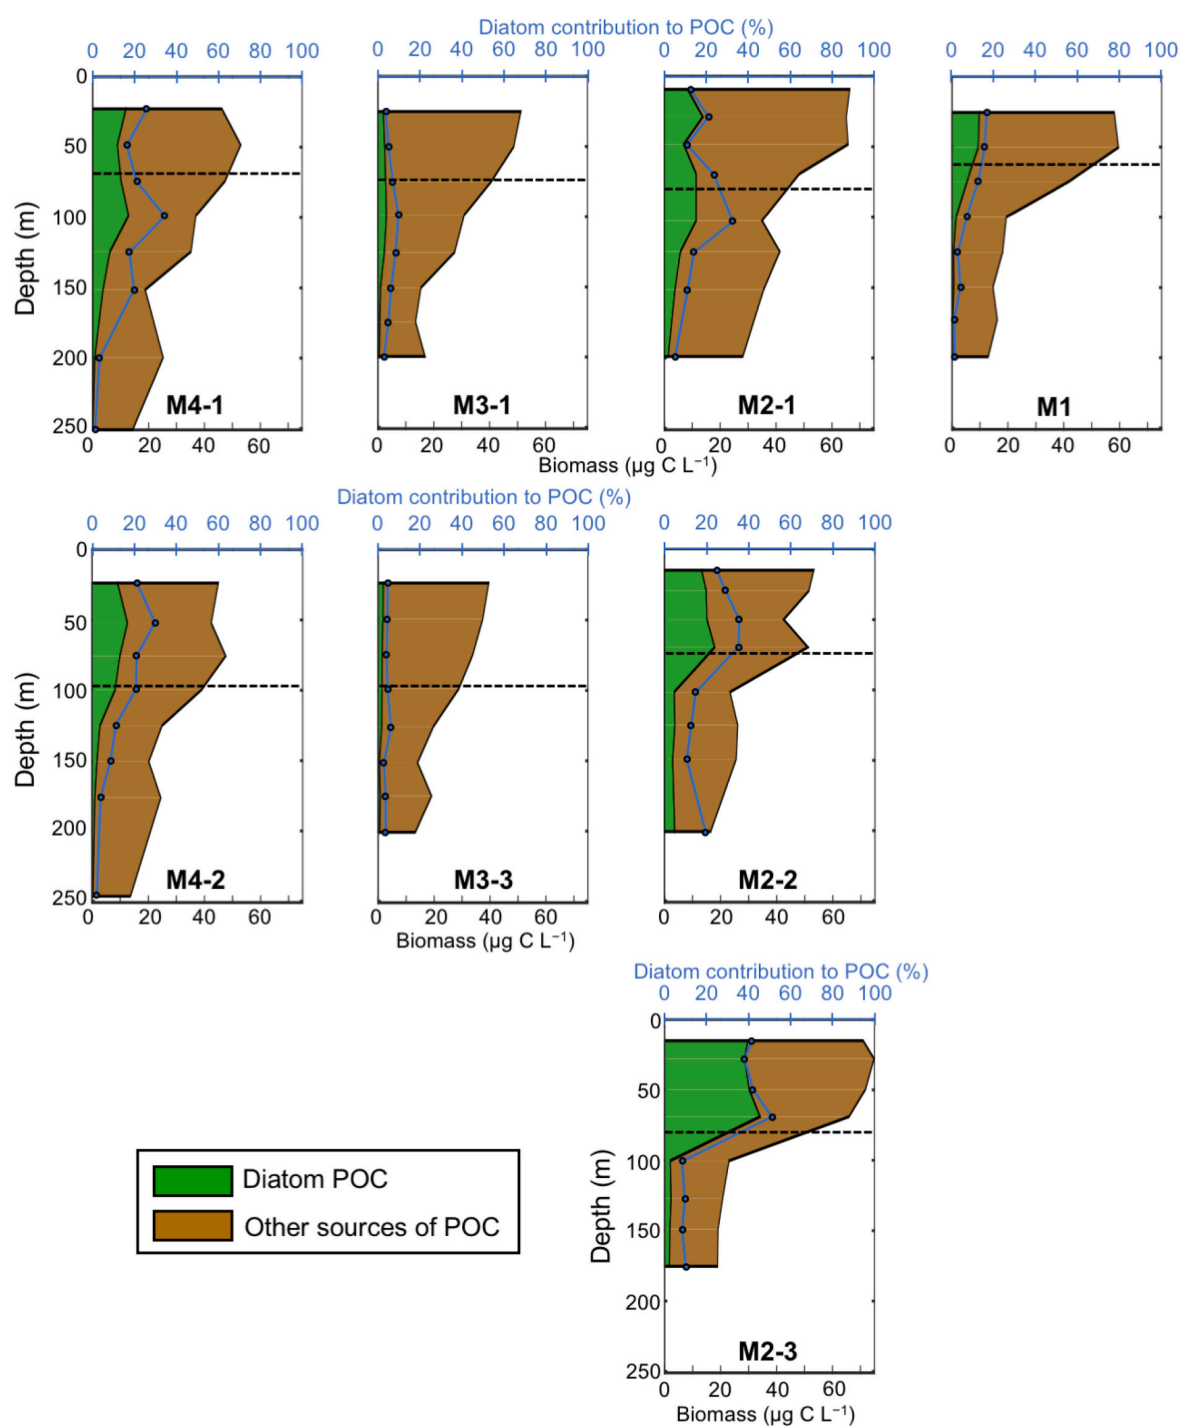 Diatom contribution to POC (%)
0 20 40 60 80 100 0 20 40 60 80 100 0 20 40 60 80 100 0 20 40 60 80 100
0
50
100
150
200
250
Depth (m)
M4-1 M3-1 M2-1 M1
0 20 40 60 0 20 40 60 0 20 40 60 0 20 40 60
Biomass (µg C L⁻¹)
Diatom contribution to POC (%)
0 20 40 60 80 100 0 20 40 60 80 100 0 20 40 60 80 100
0
50
100
150
200
250
Depth (m)
M4-2 M3-3 M2-2
0 20 40 60 0 20 40 60 0 20 40 60
Biomass (µg C L⁻¹)
Diatom contribution to POC (%)
0 20 40 60 80 100
0
50
100
150
200
250
Depth (m)
M2-3
0 20 40 60
Biomass (µg C L⁻¹)
Diatom POC
Other sources of POC